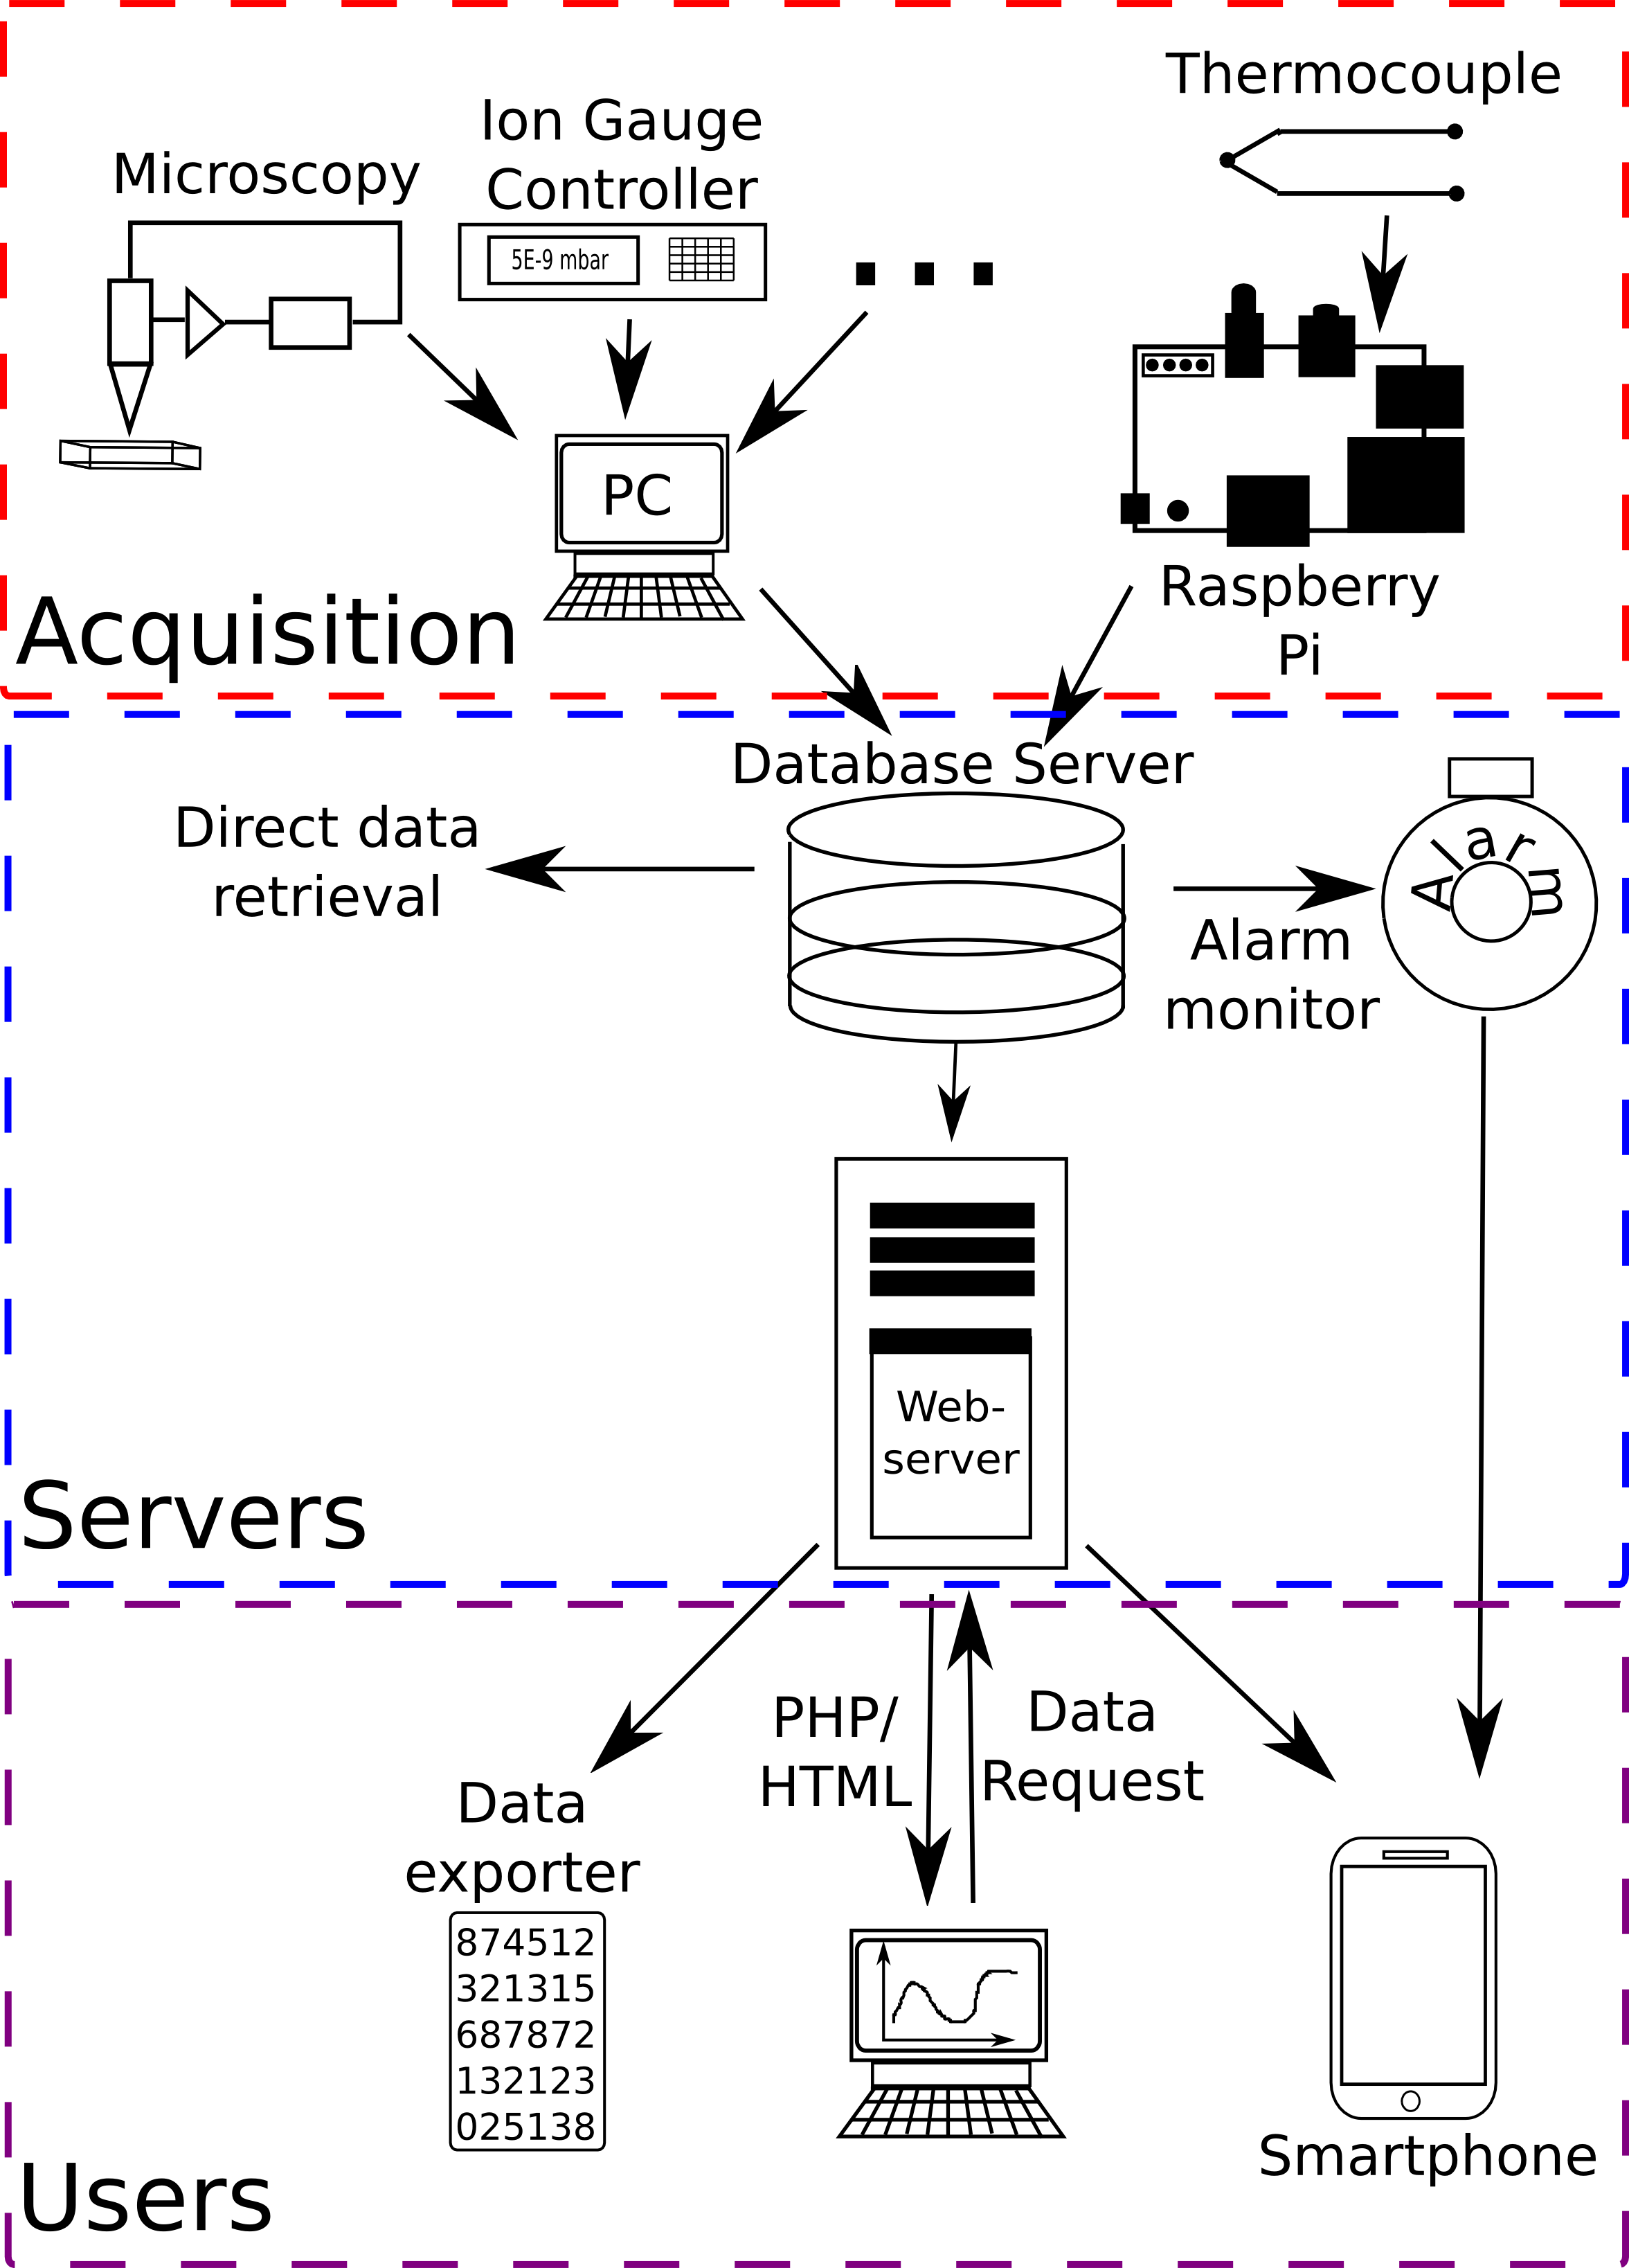 Thermocouple
Ion Gauge
Controller
Microscopy
5E-9 mbar
PC
Raspberry
Pi
Acquisition
Database Server
Direct data
retrieval
Alarm
Alarm
monitor
Web-
server
Servers
PHP/
HTML
Data
Request
Data
exporter
874512
321315
687872
132123
025138
Smartphone
Users